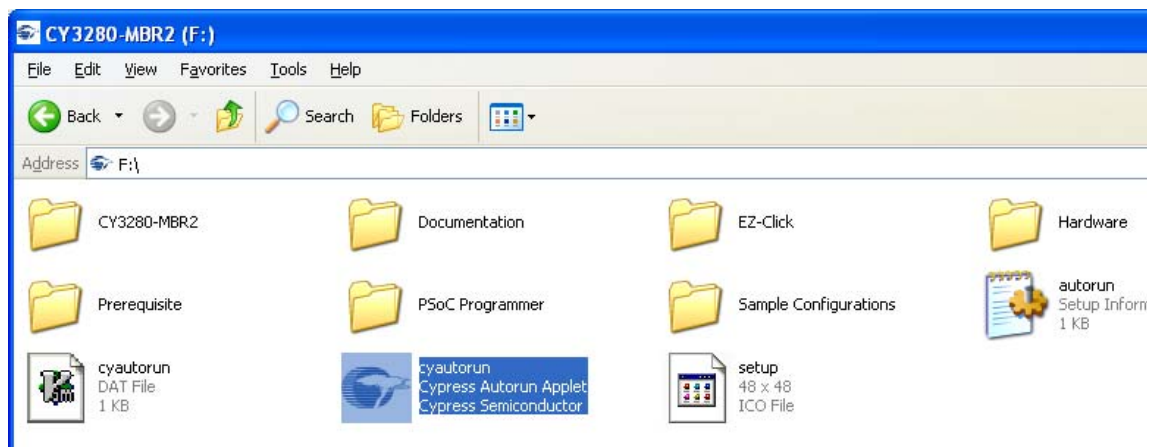 CY3280-MBR2 (F:)
File Edit View Favorites Tools Help
Back Search Folders
Address F:\
CY3280-MBR2 Documentation EZ-Click Hardware
Prerequisite PSoC Programmer Sample Configurations
autorun
Setup Inform
1 KB
cyautorun
DAT File
1 KB
cyautorun
Cypress Autorun Applet
Cypress Semiconductor
setup
48 x 48
ICO File